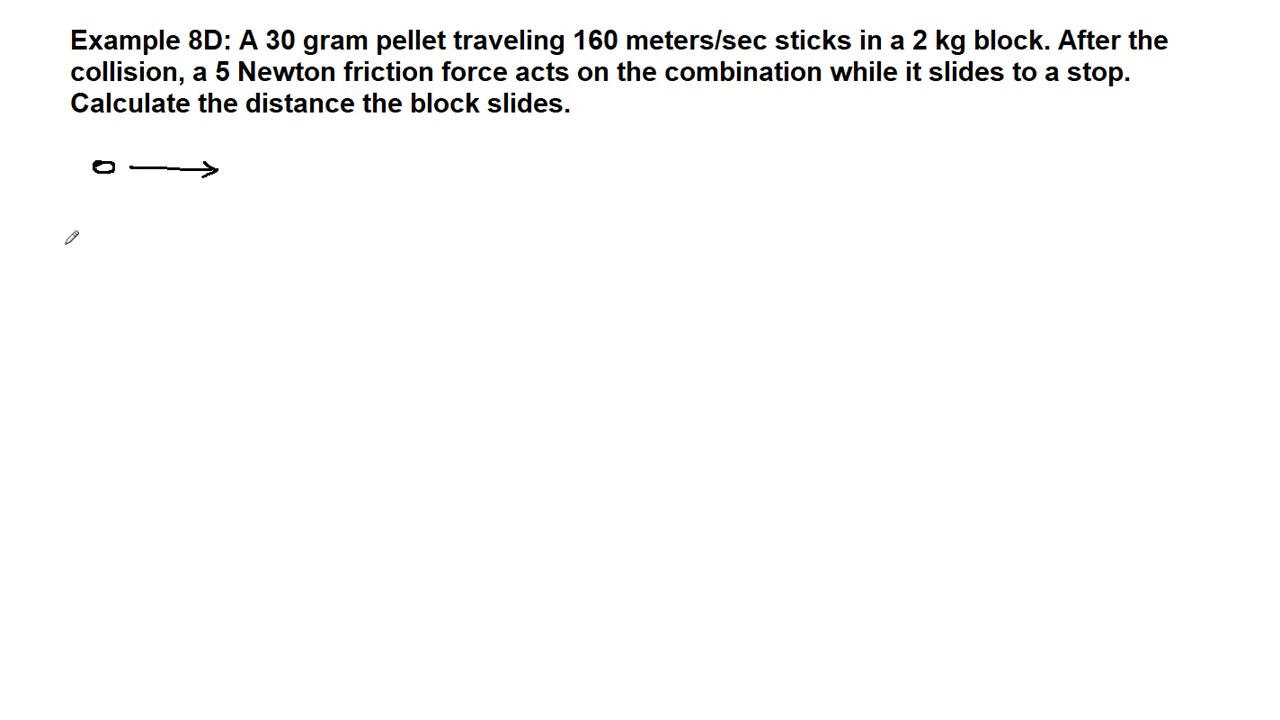 Example 8D: A 30 gram pellet traveling 160 meters/sec sticks in a 2 kg block. After the
collision, a 5 Newton friction force acts on the combination while it slides to a stop.
Calculate the distance the block slides.